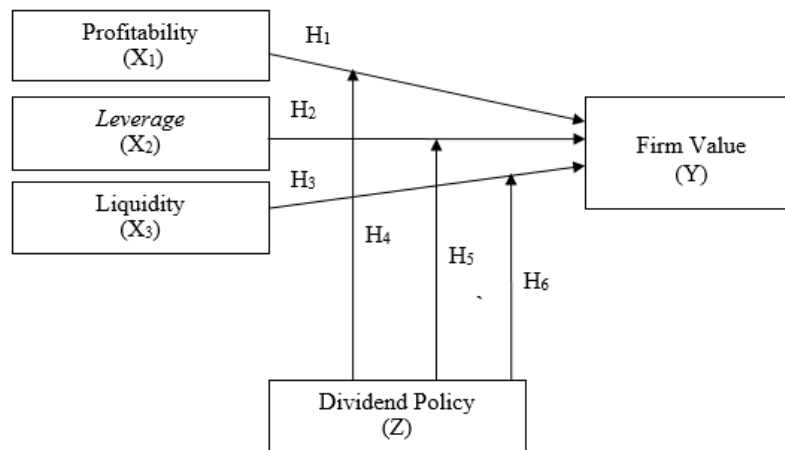 Profitability
(X₁)
H₁
Leverage
(X₂)
H₂
Firm Value
(Y)
H₃
Liquidity
(X₃)
H₄
H₅
H₆
`
Dividend Policy
(Z)